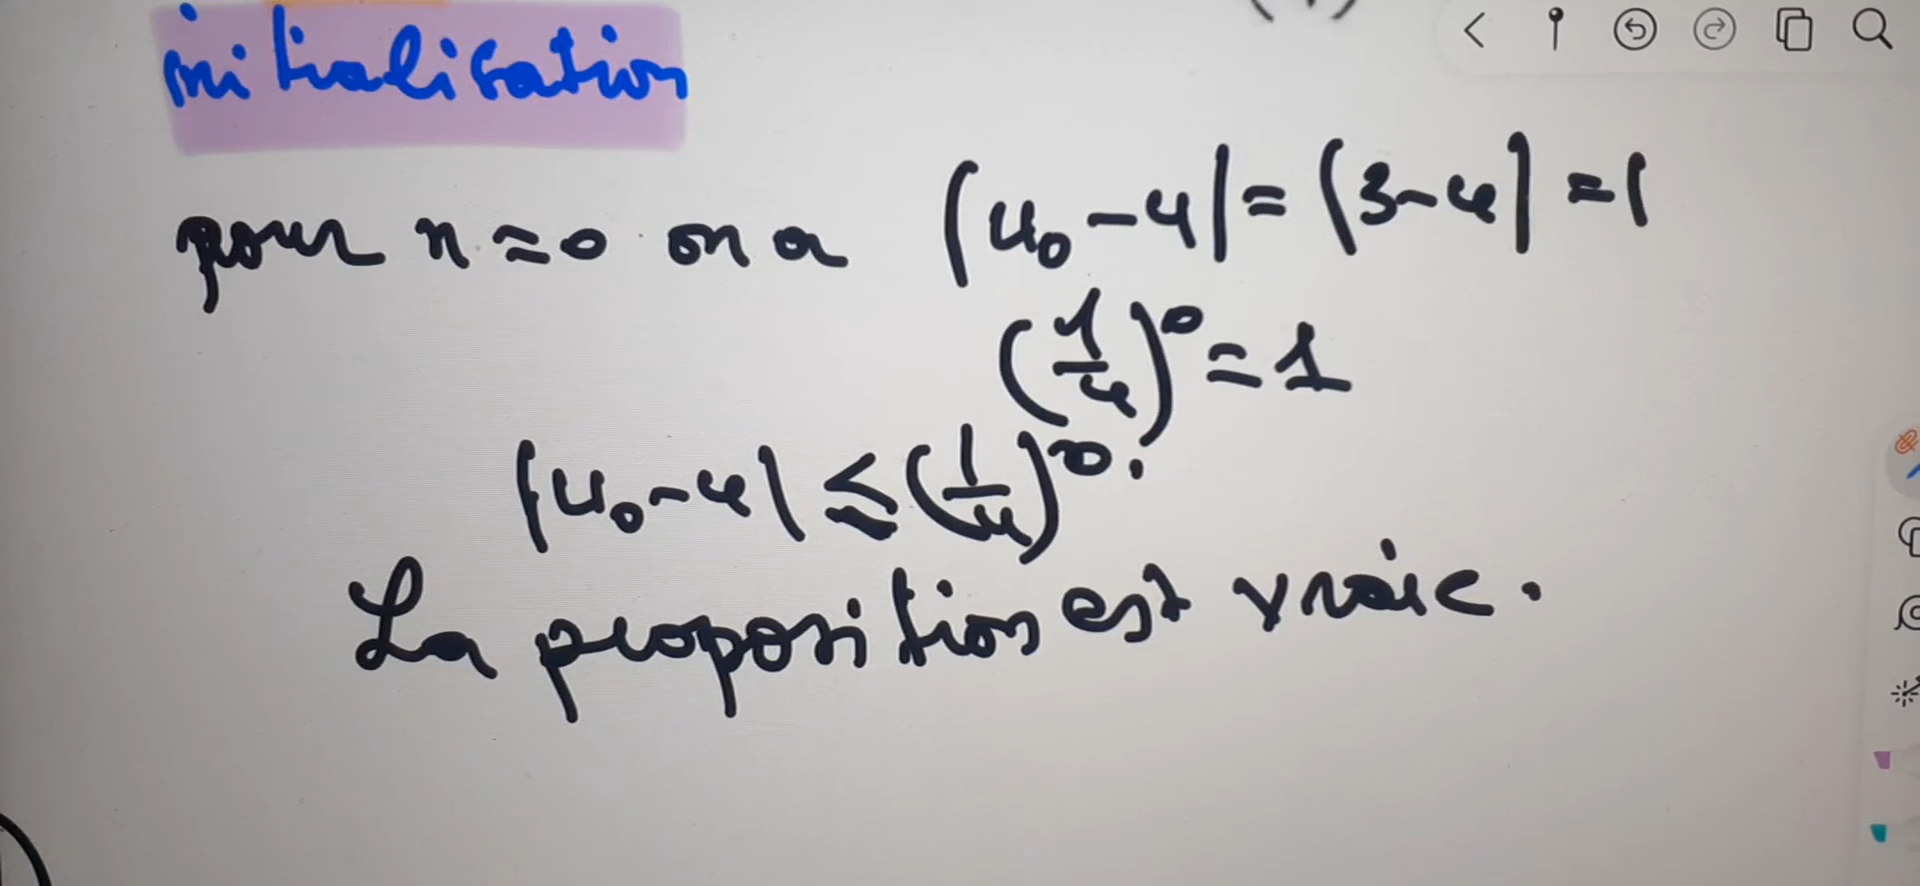 initialisation
pour n=0 on a |u₀-4|=|3-4|=1
(1/4)⁰=1
|u₀-4|≤(1/4)⁰.
La proposition est vraie.